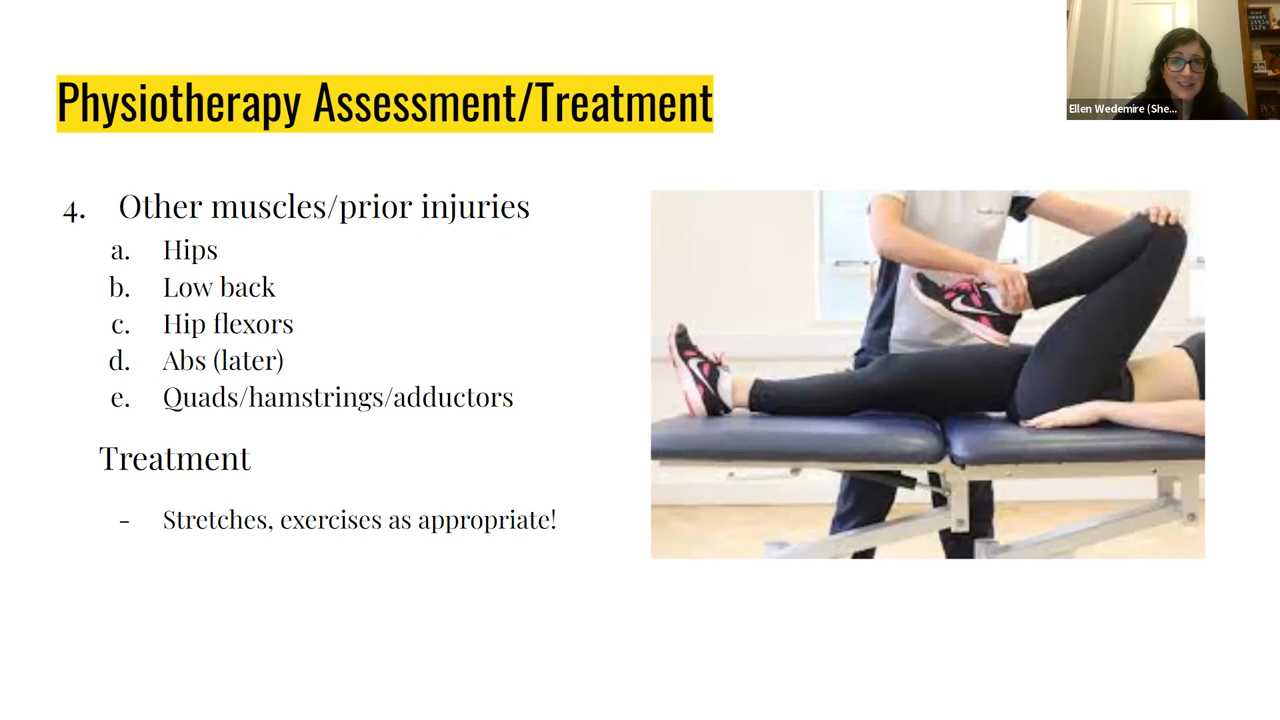 Physiotherapy Assessment/Treatment
Ellen Wedemire (She...
4. Other muscles/prior injuries
a. Hips
b. Low back
c. Hip flexors
d. Abs (later)
e. Quads/hamstrings/adductors
Treatment
- Stretches, exercises as appropriate!